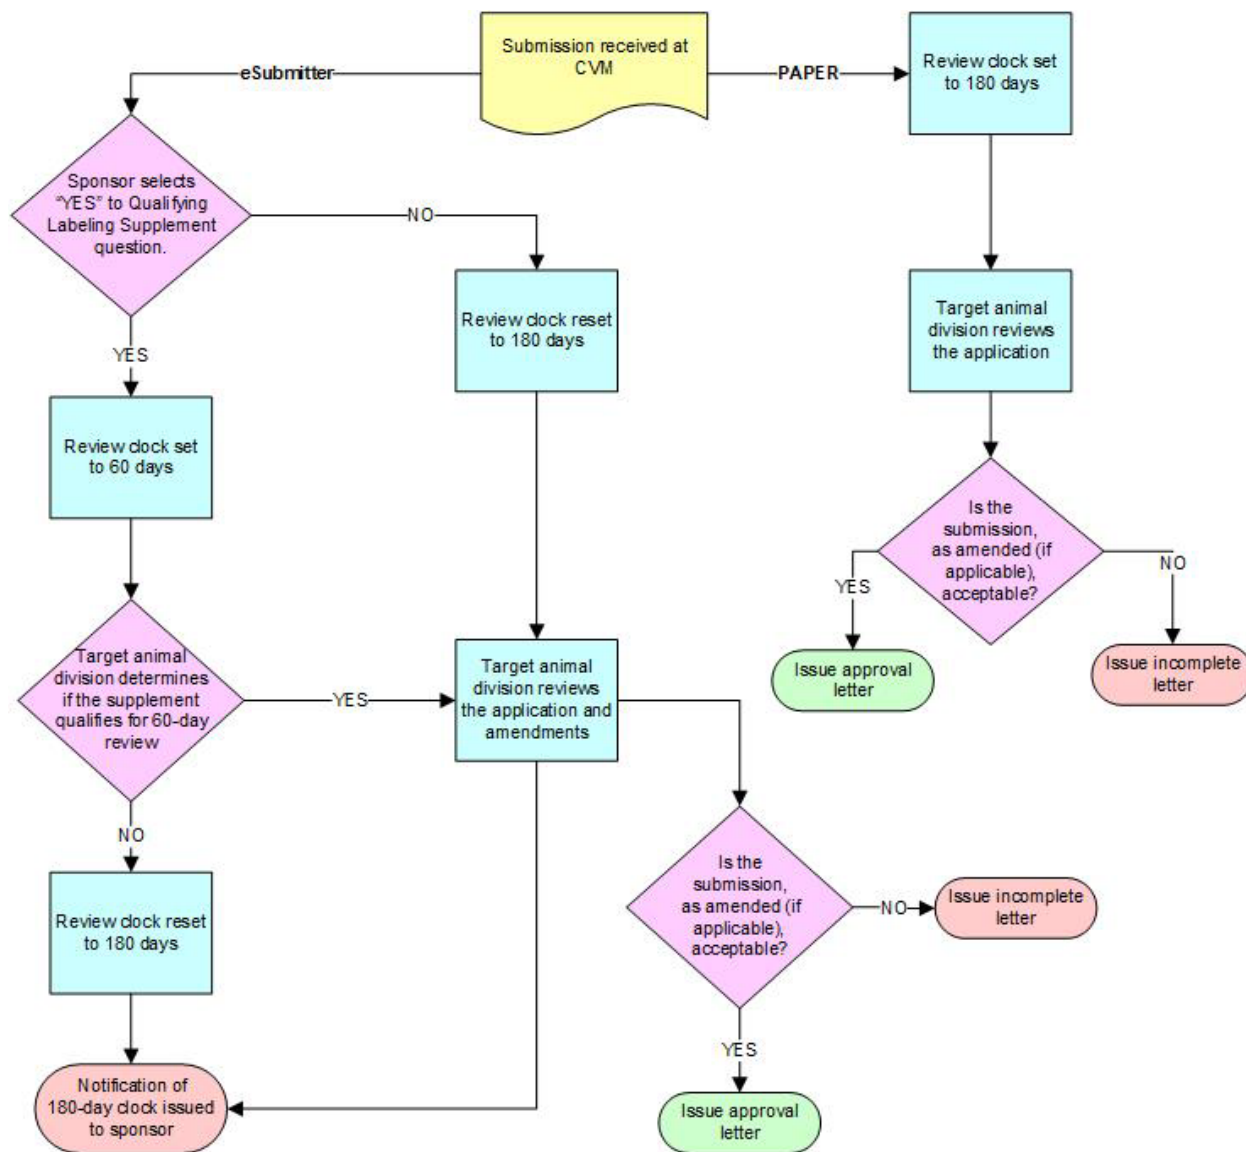 Submission received at
CVM
eSubmitter
PAPER
Review clock set
to 180 days
Sponsor selects
“YES” to Qualifying
Labeling Supplement
question.
NO
YES
Review clock reset
to 180 days
Target animal
division reviews
the application
Review clock set
to 60 days
Is the
submission,
as amended (if
applicable),
acceptable?
YES
NO
Issue approval
letter
Issue incomplete
letter
Target animal
division determines
if the supplement
qualifies for 60-day
review
YES
Target animal
division reviews
the application and
amendments
NO
Review clock reset
to 180 days
Is the
submission,
as amended (if
applicable),
acceptable?
NO
Issue incomplete
letter
YES
Notification of
180-day clock issued
to sponsor
Issue approval
letter